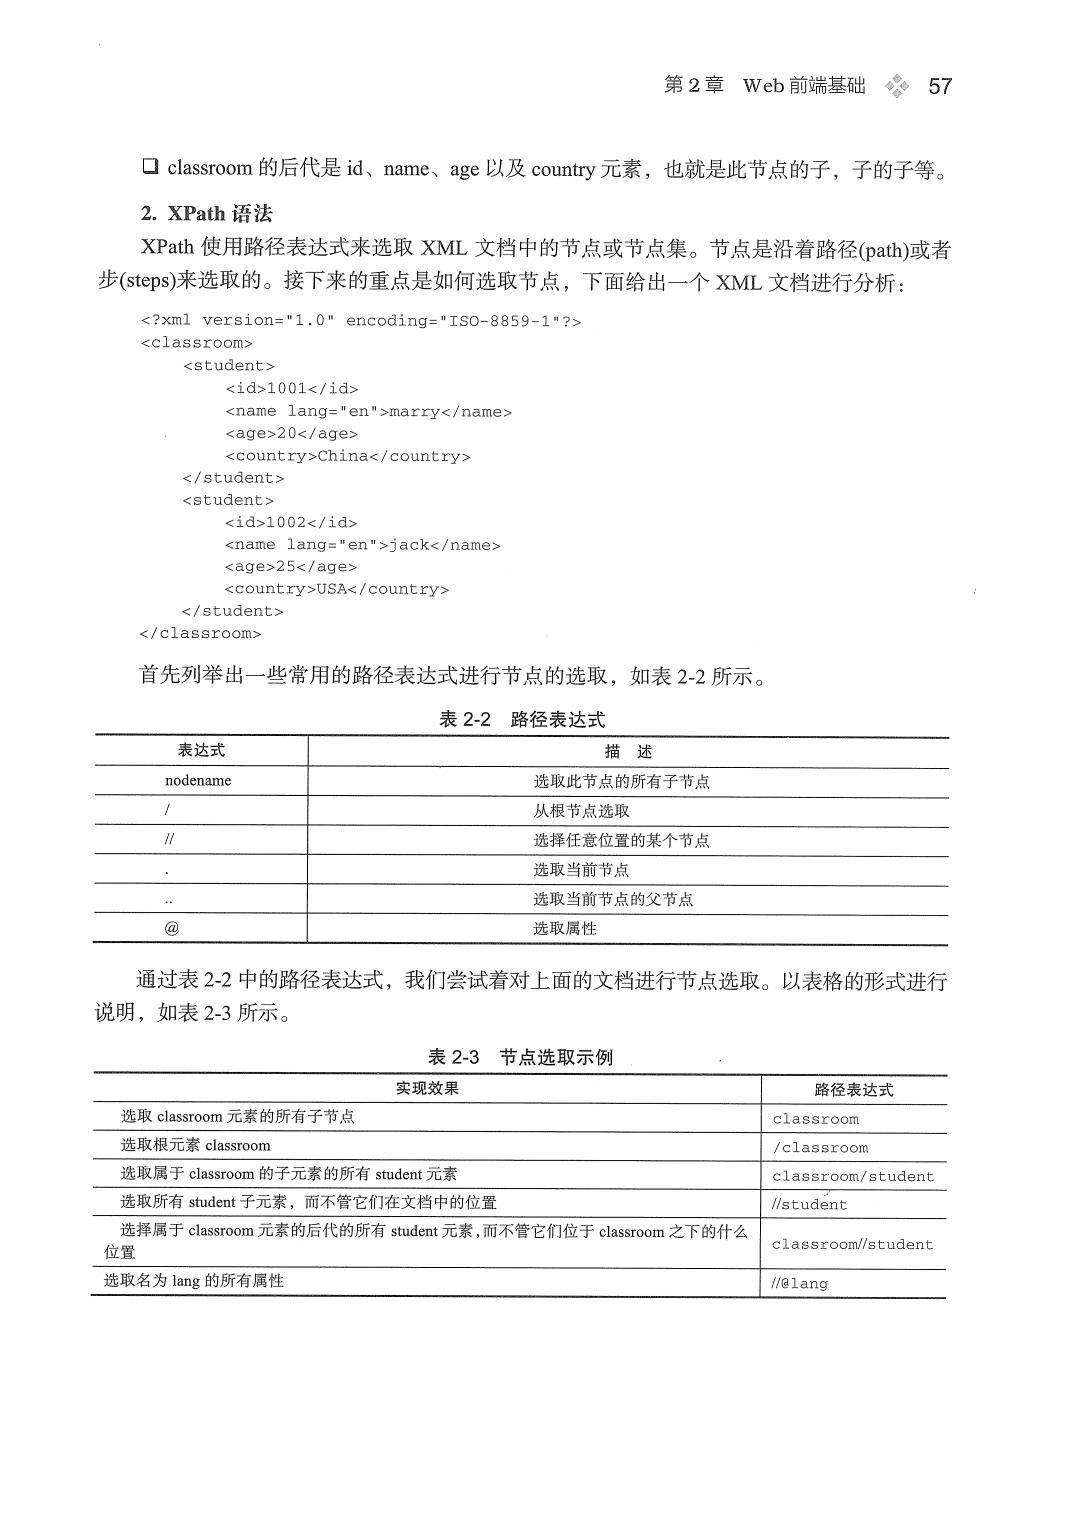 第 2 章 Web 前端基础 57
❑ classroom 的后代是 id、name、age 以及 country 元素，也就是此节点的子，子的子等。
2. XPath 语法
XPath 使用路径表达式来选取 XML 文档中的节点或节点集。节点是沿着路径(path)或者
步(steps)来选取的。接下来的重点是如何选取节点，下面给出一个 XML 文档进行分析：
<?xml version="1.0" encoding="ISO-8859-1"?>
<classroom>
<student>
<id>1001</id>
<name lang="en">marry</name>
<age>20</age>
<country>China</country>
</student>
<student>
<id>1002</id>
<name lang="en">jack</name>
<age>25</age>
<country>USA</country>
</student>
</classroom>
首先列举出一些常用的路径表达式进行节点的选取，如表 2-2 所示。
表 2-2 路径表达式
表达式 描 述
nodename 选取此节点的所有子节点
/ 从根节点选取
// 选择任意位置的某个节点
. 选取当前节点
.. 选取当前节点的父节点
@ 选取属性
通过表 2-2 中的路径表达式，我们尝试着对上面的文档进行节点选取。以表格的形式进行
说明，如表 2-3 所示。
表 2-3 节点选取示例
实现效果 路径表达式
选取 classroom 元素的所有子节点 classroom
选取根元素 classroom /classroom
选取属于 classroom 的子元素的所有 student 元素 classroom/student
选取所有 student 子元素，而不管它们在文档中的位置 //student
选择属于 classroom 元素的后代的所有 student 元素，而不管它们位于 classroom 之下的什么
位置 classroom//student
选取名为 lang 的所有属性 //@lang